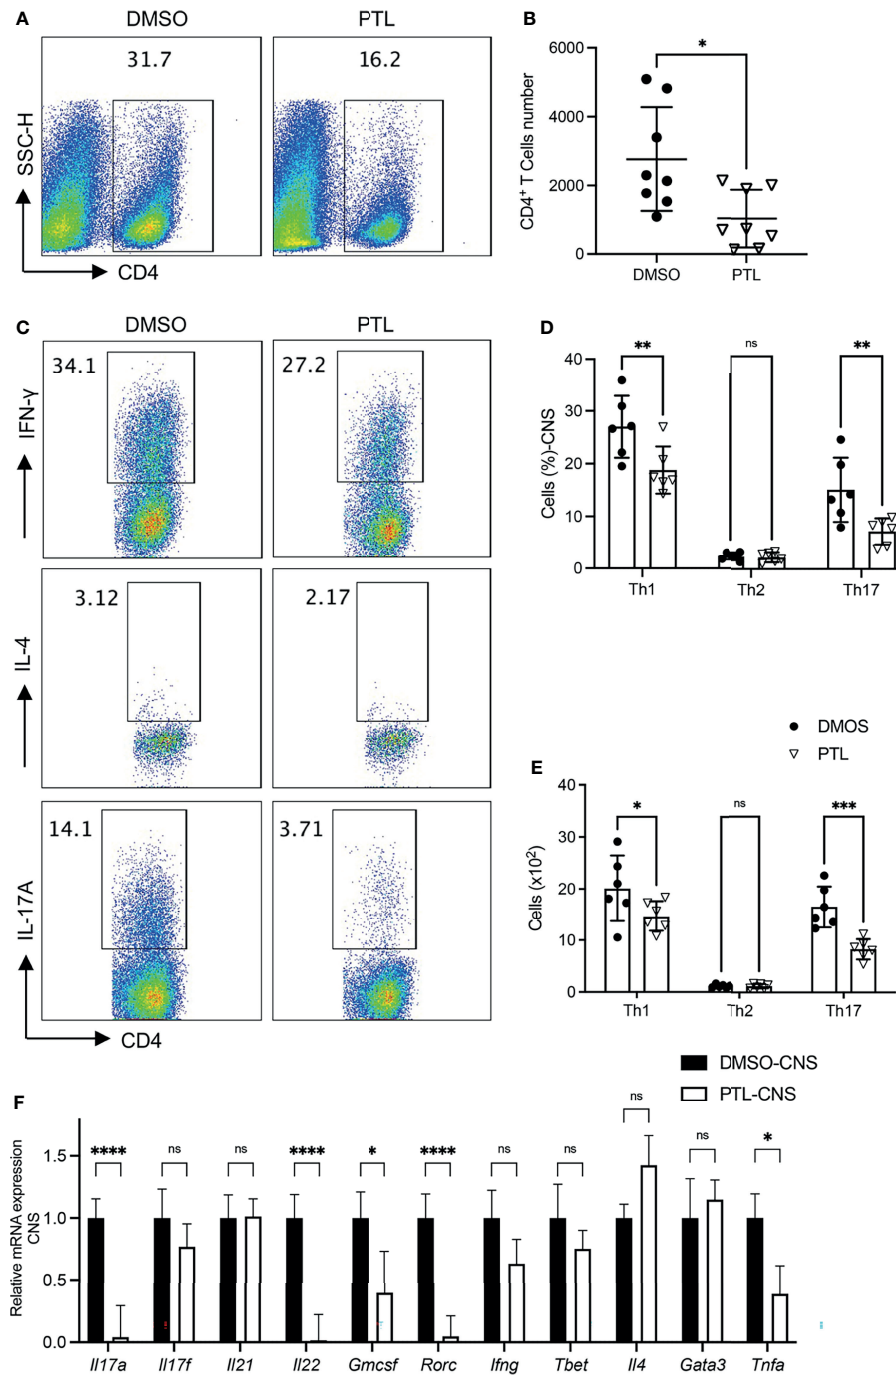 A
DMSO
PTL
31.7
16.2
SSC-H
CD4
B
*
6000
4000
2000
0
CD4+ T Cells number
DMSO
PTL
C
DMSO
PTL
34.1
27.2
IFN-γ
3.12
2.17
IL-4
14.1
3.71
IL-17A
CD4
D
**
ns
**
40
30
20
10
0
Cells (%)-CNS
Th1
Th2
Th17
DMOS
PTL
E
*
ns
***
40
30
20
10
0
Cells (x10²)
Th1
Th2
Th17
DMSO-CNS
PTL-CNS
F
**** ns ns **** * **** ns ns ns ns *
1.5
1.0
0.5
0.0
Relative mRNA expression
CNS
Il17a Il17f Il21 Il22 Gmcsf Rorc Ifng Tbet Il4 Gata3 Tnfa